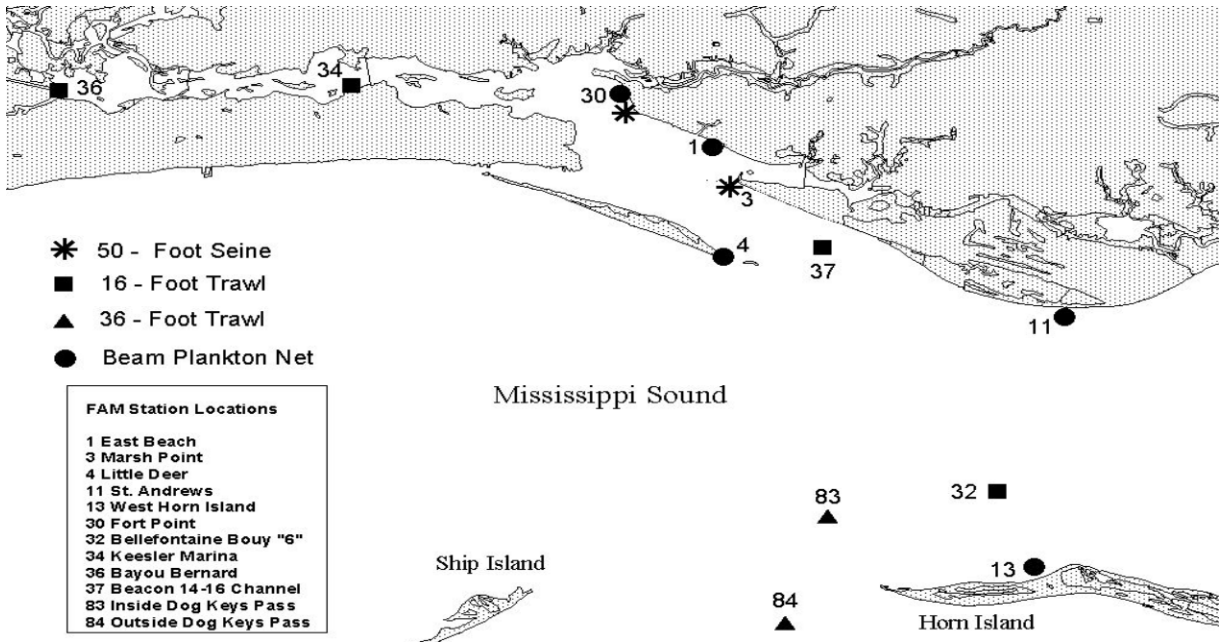 36
34
30
1
3
4
37
11
50 - Foot Seine
16 - Foot Trawl
36 - Foot Trawl
Beam Plankton Net
Mississippi Sound
FAM Station Locations
1 East Beach
3 Marsh Point
4 Little Deer
11 St. Andrews
13 West Horn Island
30 Fort Point
32 Bellefontaine Bouy "6"
34 Keesler Marina
36 Bayou Bernard
37 Beacon 14-16 Channel
83 Inside Dog Keys Pass
84 Outside Dog Keys Pass
83
32
Ship Island
13
84
Horn Island